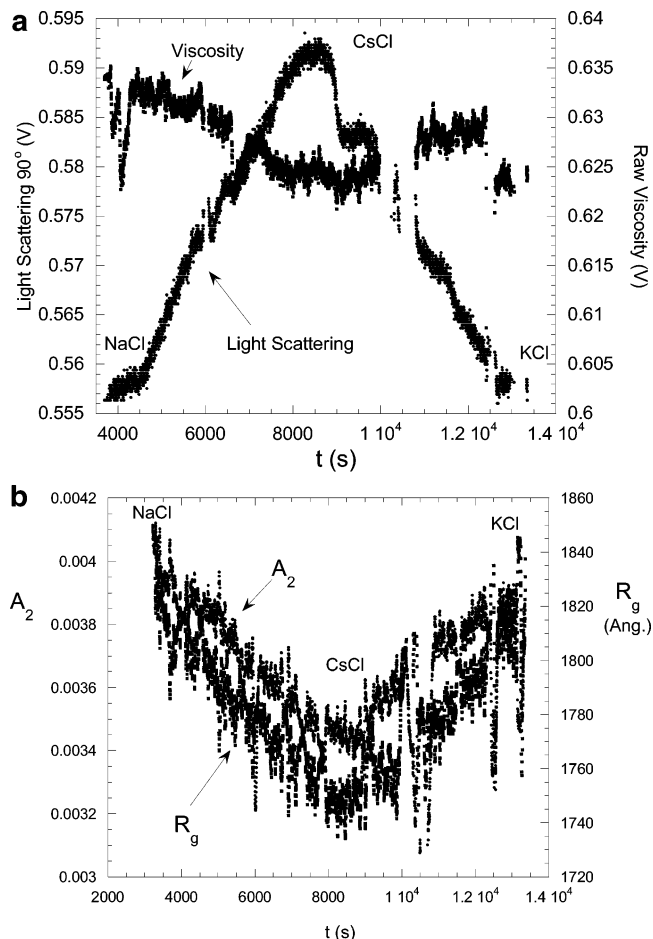 a
0.595
0.59
0.585
0.58
0.575
0.57
0.565
0.56
0.555
Light Scattering 90° (V)
Viscosity
CsCl
NaCl
Light Scattering
KCl
0.64
0.635
0.63
0.625
0.62
0.615
0.61
0.605
0.6
Raw Viscosity (V)
4000 6000 8000 1 10⁴ 1.2 10⁴ 1.4 10⁴
t (s)
b
0.0042
0.004
0.0038
0.0036
0.0034
0.0032
0.003
A₂
NaCl
KCl
A₂
CsCl
R_g
1860
1840
1820
1800
1780
1760
1740
1720
R_g
(Ang.)
2000 4000 6000 8000 1 10⁴ 1.2 10⁴ 1.4 10⁴
t (s)